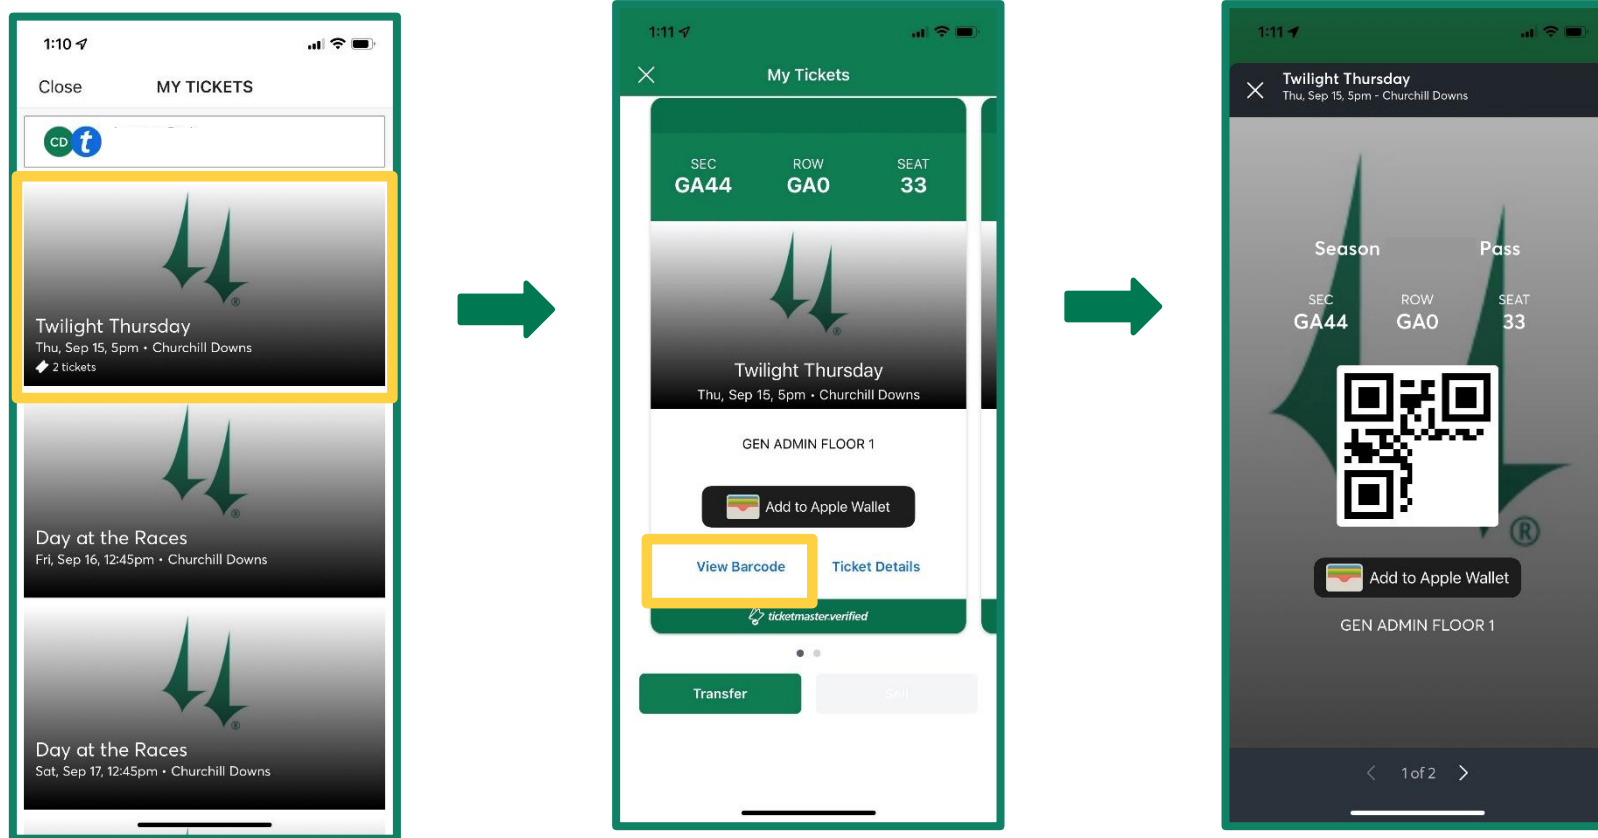 1:10
Close MY TICKETS
CD t
Twilight Thursday
Thu, Sep 15, 5pm • Churchill Downs
2 tickets
®
Day at the Races
Fri, Sep 16, 12:45pm • Churchill Downs
®
Day at the Races
Sat, Sep 17, 12:45pm • Churchill Downs
®
1:11
My Tickets
SEC ROW SEAT
GA44 GA0 33
®
Twilight Thursday
Thu, Sep 15, 5pm • Churchill Downs
GEN ADMIN FLOOR 1
Add to Apple Wallet
View Barcode Ticket Details
ticketmaster.verified
Transfer Sell
1:11
Twilight Thursday
Thu, Sep 15, 5pm - Churchill Downs
Season Pass
SEC ROW SEAT
GA44 GA0 33
®
Add to Apple Wallet
GEN ADMIN FLOOR 1
1 of 2